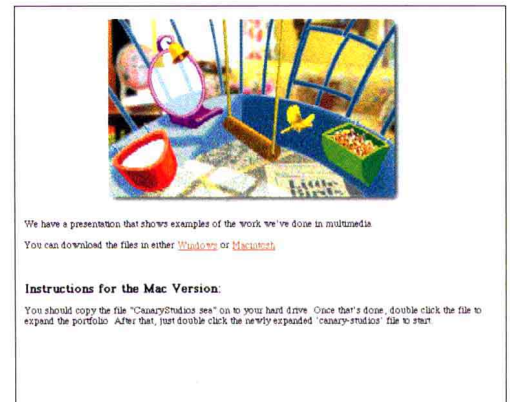 Little
We have a presentation that shows examples of the work we've done in multimedia
You can download the files in either Windows or Macintosh
Instructions for the Mac Version:
You should copy the file "CanaryStudios.sea" on to your hard drive. Once that's done, double click the file to
expand the portfolio. After that, just double click the newly expanded 'canary-studios' file to start.